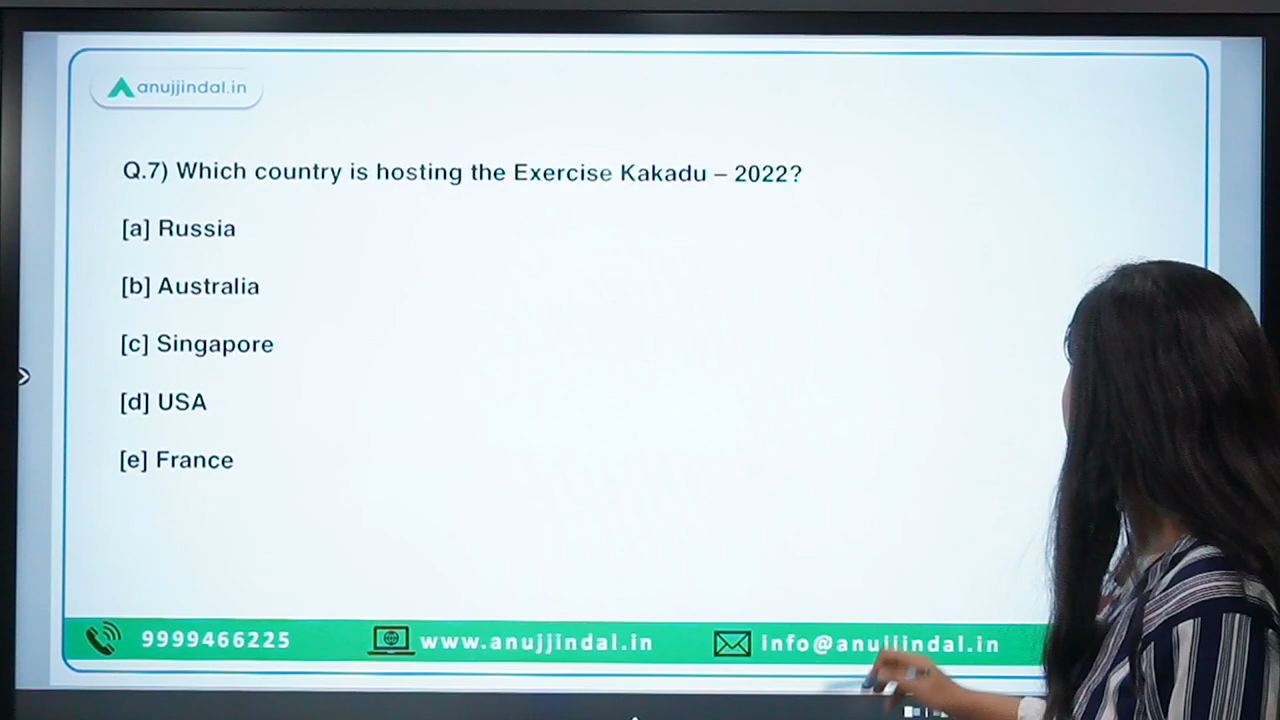 anujjindal.in
Q.7) Which country is hosting the Exercise Kakadu – 2022?
[a] Russia
[b] Australia
[c] Singapore
[d] USA
[e] France
9999466225 www.anujjindal.in info@anujjindal.in